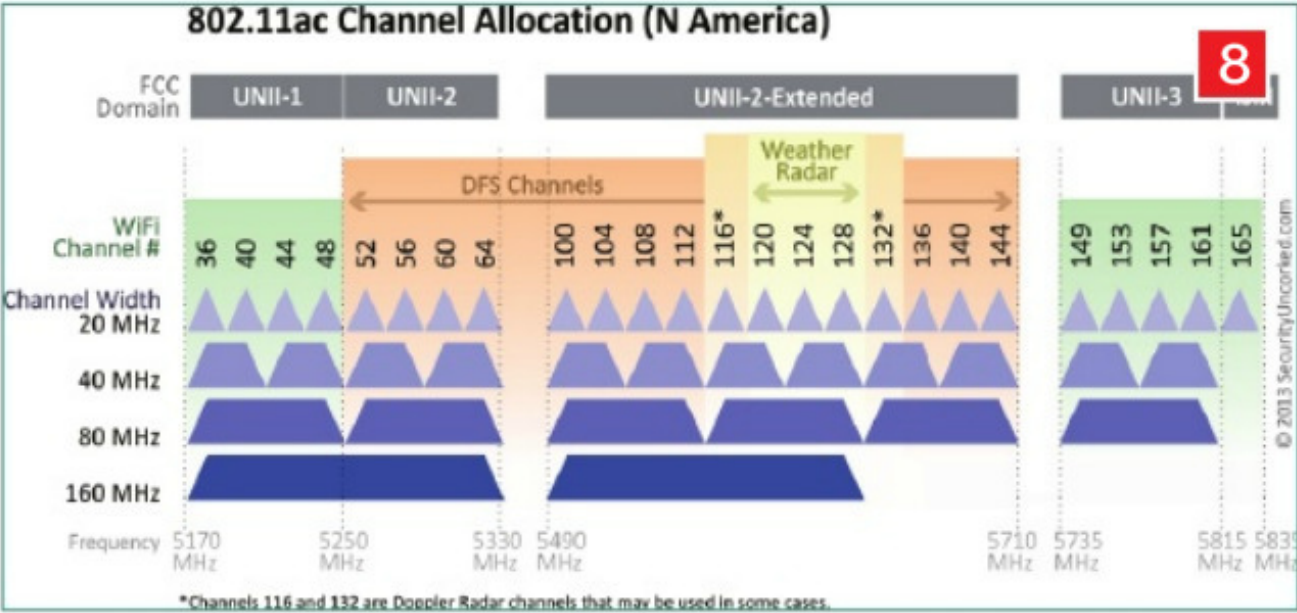 802.11ac Channel Allocation (N America)
8
FCC Domain UNII-1 UNII-2 UNII-2-Extended UNII-3
Weather Radar
DFS Channels
WiFi Channel # 36 40 44 48 52 56 60 64 100 104 108 112 116* 120 124 128 132* 136 140 144 149 153 157 161 165
Channel Width
20 MHz
40 MHz
80 MHz
160 MHz
Frequency 5170 MHz 5250 MHz 5330 MHz 5490 MHz 5710 MHz 5735 MHz 5815 MHz 5835 MHz
*Channels 116 and 132 are Doppler Radar channels that may be used in some cases.
© 2013 SecurityUncorked.com